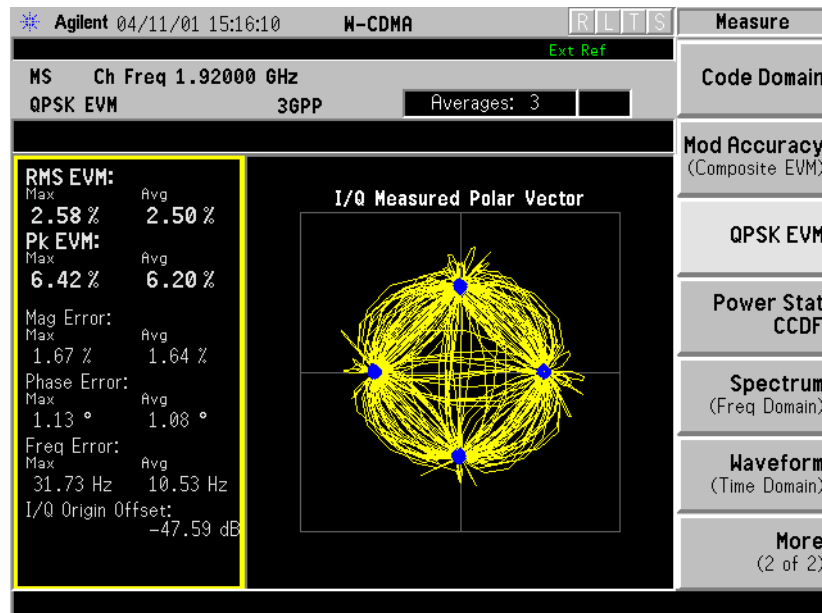 Agilent 04/11/01 15:16:10 W-CDMA R L T S Measure
Ext Ref
MS Ch Freq 1.92000 GHz
QPSK EVM 3GPP Averages: 3
RMS EVM:
Max Avg
2.58 % 2.50 %
Pk EVM:
Max Avg
6.42 % 6.20 %
Mag Error:
Max Avg
1.67 % 1.64 %
Phase Error:
Max Avg
1.13 ° 1.08 °
Freq Error:
Max Avg
31.73 Hz 10.53 Hz
I/Q Origin Offset:
-47.59 dB
I/Q Measured Polar Vector
Code Domain
Mod Accuracy
(Composite EVM)
QPSK EVM
Power Stat
CCDF
Spectrum
(Freq Domain)
Waveform
(Time Domain)
More
(2 of 2)